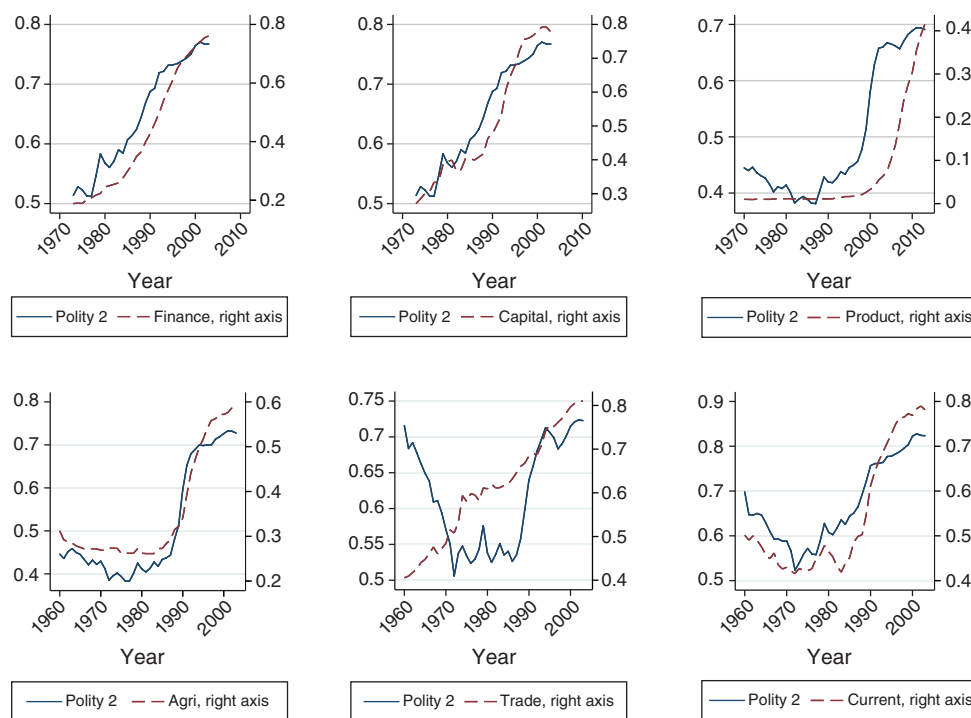 0.8 0.8
0.7 0.6
0.6 0.4
0.5 0.2
1970 1980 1990 2000 2010
Year
Polity 2 Finance, right axis
0.8 0.8
0.7 0.7
0.6
0.6 0.5
0.4
0.5 0.3
1970 1980 1990 2000 2010
Year
Polity 2 Capital, right axis
0.7 0.4
0.6 0.3
0.2
0.5 0.1
0.4 0
1970 1980 1990 2000 2010
Year
Polity 2 Product, right axis
0.8 0.6
0.7 0.5
0.6 0.4
0.5 0.3
0.4 0.2
1960 1970 1980 1990 2000
Year
Polity 2 Agri, right axis
0.75 0.8
0.7 0.7
0.65
0.6 0.6
0.55 0.5
0.5 0.4
1960 1970 1980 1990 2000
Year
Polity 2 Trade, right axis
0.9 0.8
0.8 0.7
0.7 0.6
0.6 0.5
0.5 0.4
1960 1970 1980 1990 2000
Year
Polity 2 Current, right axis